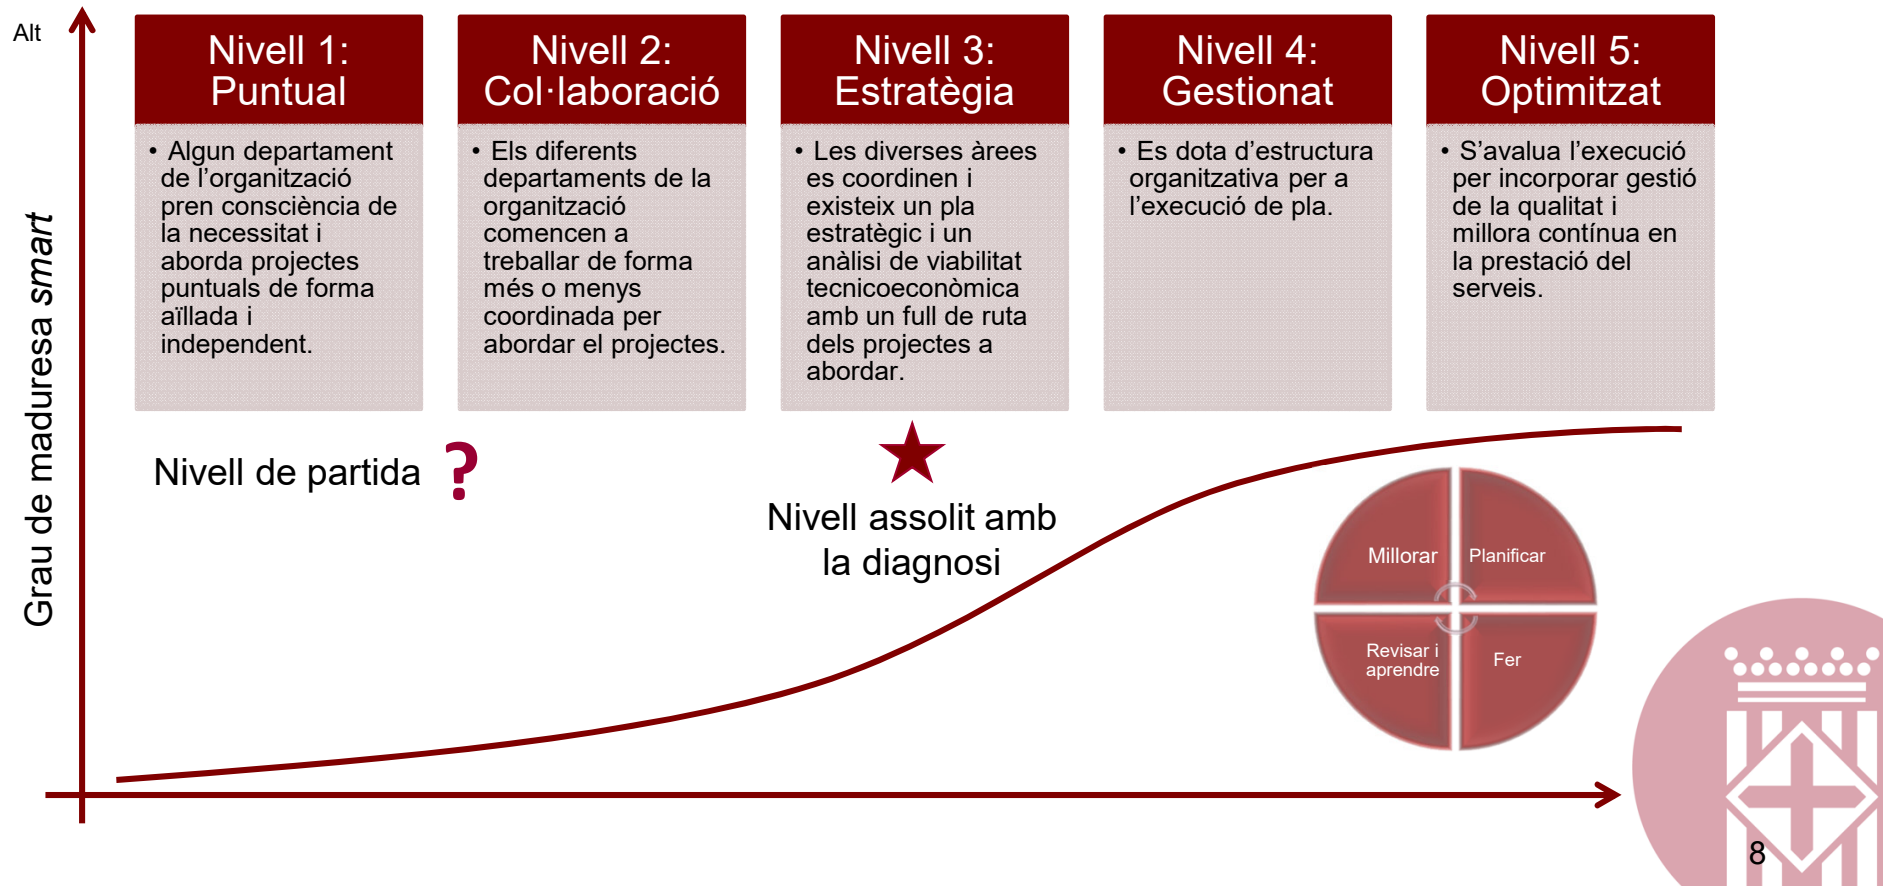 Alt
Grau de maduresa smart
Nivell 1:
Puntual
• Algun departament
de l’organització
pren consciència de
la necessitat i
aborda projectes
puntuals de forma
aïllada i
independent.
Nivell 2:
Col·laboració
• Els diferents
departaments de la
organització
comencen a
treballar de forma
més o menys
coordinada per
abordar el projectes.
Nivell 3:
Estratègia
• Les diverses àrees
es coordinen i
existeix un pla
estratègic i un
anàlisi de viabilitat
tecnicoeconòmica
amb un full de ruta
dels projectes a
abordar.
Nivell 4:
Gestionat
• Es dota d’estructura
organitzativa per a
l’execució de pla.
Nivell 5:
Optimitzat
• S’avalua l’execució
per incorporar gestió
de la qualitat i
millora contínua en
la prestació del
serveis.
Nivell de partida ?
Nivell assolit amb
la diagnosi
Millorar
Planificar
Revisar i
aprendre
Fer
8